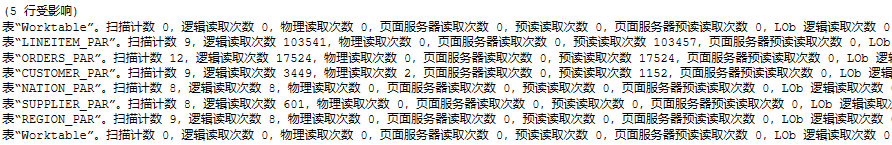 (5 行受影响)
表“Worktable”。扫描计数 0，逻辑读取次数 0，物理读取次数 0，页面服务器读取次数 0，预读读取次数 0，页面服务器预读读取次数 0，LOb 逻辑读取次数 0
表“LINEITEM_PAR”。扫描计数 9，逻辑读取次数 103541，物理读取次数 0，页面服务器读取次数 0，预读读取次数 103457，页面服务器预读读取次数 0，LOb
表“ORDERS_PAR”。扫描计数 12，逻辑读取次数 17524，物理读取次数 0，页面服务器读取次数 0，预读读取次数 17524，页面服务器预读读取次数 0，LOb 逻
表“CUSTOMER_PAR”。扫描计数 9，逻辑读取次数 3449，物理读取次数 2，页面服务器读取次数 0，预读读取次数 1152，页面服务器预读读取次数 0，LOb 逻辑
表“NATION_PAR”。扫描计数 8，逻辑读取次数 8，物理读取次数 0，页面服务器读取次数 0，预读读取次数 0，页面服务器预读读取次数 0，LOb 逻辑读取次数
表“SUPPLIER_PAR”。扫描计数 8，逻辑读取次数 601，物理读取次数 0，页面服务器读取次数 0，预读读取次数 0，页面服务器预读读取次数 0，LOb 逻辑读取
表“REGION_PAR”。扫描计数 9，逻辑读取次数 8，物理读取次数 0，页面服务器读取次数 0，预读读取次数 0，页面服务器预读读取次数 0，LOb 逻辑读取次数
表“Worktable”。扫描计数 0，逻辑读取次数 0，物理读取次数 0，页面服务器读取次数 0，预读读取次数 0，页面服务器预读读取次数 0，LOb 逻辑读取次数 0